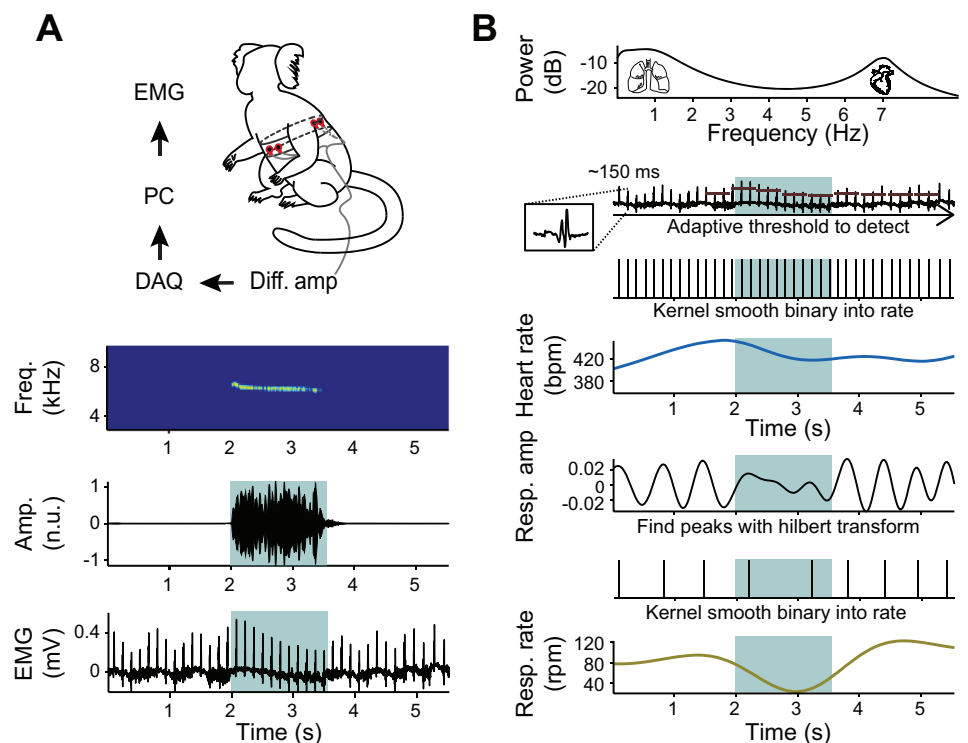 A
EMG
PC
DAQ
Diff. amp
Freq.
(kHz)
8
4
1 2 3 4 5
Amp.
(n.u.)
1
0
-1
1 2 3 4 5
EMG
(mV)
0.4
0
1 2 3 4 5
Time (s)
B
Power
(dB)
-10
-20
1 2 3 4 5 6 7
Frequency (Hz)
~150 ms
Adaptive threshold to detect
Kernel smooth binary into rate
Heart rate
(bpm)
420
380
1 2 3 4 5
Time (s)
Resp. amp
0.02
0
-0.02
Find peaks with hilbert transform
Kernel smooth binary into rate
Resp. rate
(rpm)
120
80
40
1 2 3 4 5
Time (s)